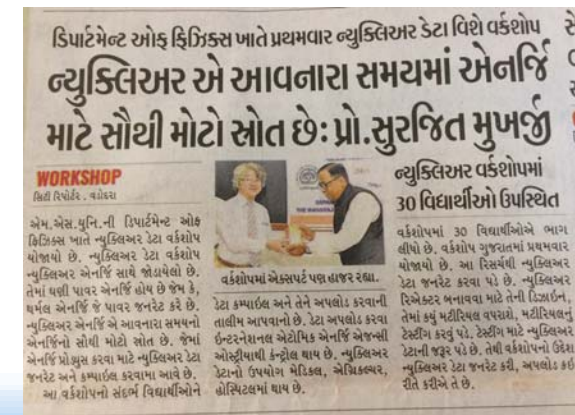 ડિપાર્ટમેન્ટ ઓફ ફિઝિક્સ ખાતે પ્રથમવાર ન્યુક્લિઅર ડેટા વિશે વર્કશોપ
ન્યુક્લિઅર એ આવનારા સમયમાં એનર્જિ
માટે સૌથી મોટો સ્રોત છેઃ પ્રો.સુરજિત મુખર્જી
WORKSHOP
સિટી રિપોર્ટર . વડોદરા
એમ.એસ.યુનિ.ની ડિપાર્ટમેન્ટ ઓફ
ફિઝિક્સ ખાતે ન્યુક્લિઅર ડેટા વર્કશોપ
યોજાયો છે. ન્યુક્લિઅર ડેટા વર્કશોપ
ન્યુક્લિઅર એનર્જિ સાથે જોડાયેલો છે.
તેમાં ઘણી પાવર એનર્જિ હોય છે જેમ કે,
થર્મલ એનર્જિ જે પાવર જનરેટ કરે છે.
ન્યુક્લિઅર એનર્જિ એ આવનારા સમયનો
એનર્જિનો સૌથી મોટો સ્રોત છે. જેમાં
એનર્જિ પ્રોડ્યુસ કરવા માટે ન્યુક્લિઅર ડેટા
જનરેટ અને કમ્પાઇલ કરવામા આવે છે.
આ વર્કશોપનો સંદર્ભ વિદ્યાર્થીઓને
વર્કશોપમાં એક્સપર્ટ પણ હાજર રહ્યા.
ડેટા કમ્પાઇલ અને તેને અપલોડ કરવાની
તાલીમ આપવાનો છે. ડેટા અપલોડ કરવા
ઇન્ટરનેશનલ એટોમિક એનર્જિ એજન્સી
ઓસ્ટ્રીયાથી કંન્ટ્રોલ થાય છે. ન્યુક્લિઅર
ડેટાનો ઉપયોગ મેડિકલ, એગ્રિકલ્ચર,
હોસ્પિટલમાં થાય છે.
ન્યુક્લિઅર વર્કશોપમાં
30 વિદ્યાર્થીઓ ઉપસ્થિત
વર્કશોપમાં 30 વિદ્યાર્થીઓએ ભાગ
લીધો છે. વર્કશોપ ગુજરાતમાં પ્રથમવાર
યોજાયો છે. આ રિસર્ચથી ન્યુક્લિઅર
ડેટા જનરેટ કરવા પડે છે. ન્યુક્લિઅર
રિએક્ટર બનાવવા માટે તેની ડિઝાઇન,
તેમાં ક્યું મટીરિયલ વપરાશે, મટીરિયલનું
ટેસ્ટીંગ કરવું પડે. ટેસ્ટીંગ માટે ન્યુક્લિઅર
ડેટાની જરૂર પડે છે. તેથી વર્કશોપનો ઉદ્દેશ
ન્યુક્લિઅર ડેટા જનરેટ કરી, અપલોડ કઇ
રીતે કરીએ તે છે.